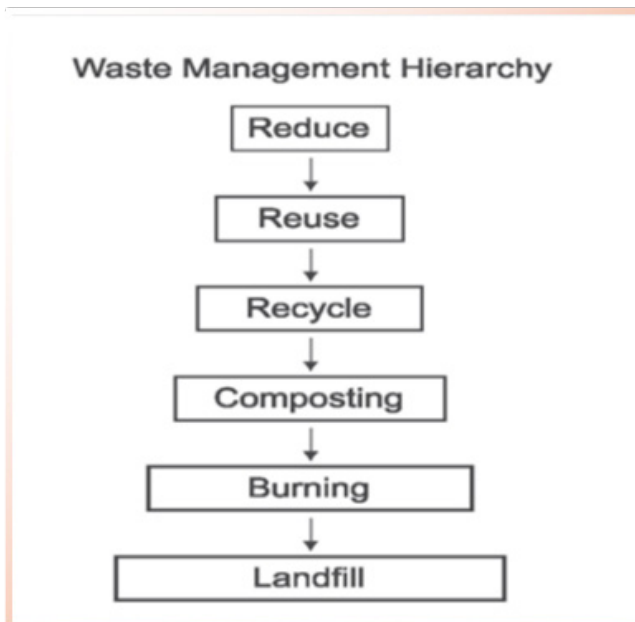 Waste Management Hierarchy
Reduce
Reuse
Recycle
Composting
Burning
Landfill